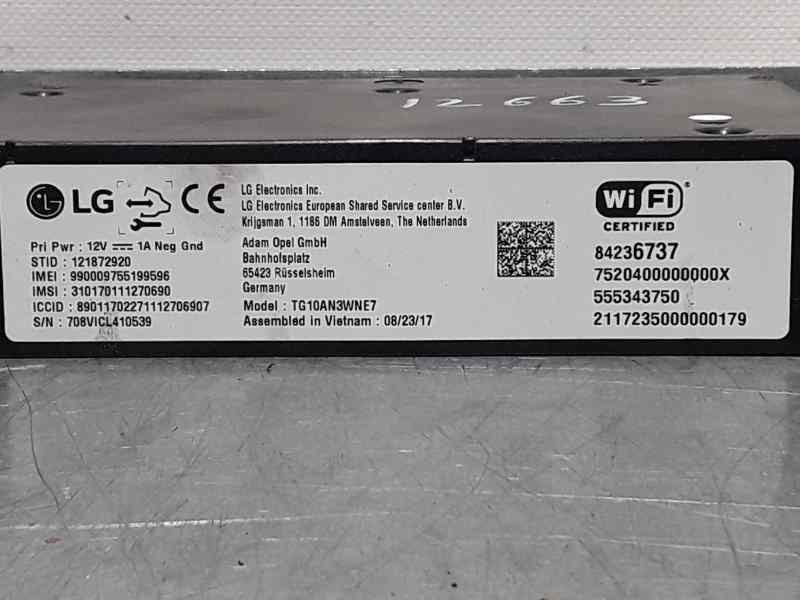 12663
LG CE
Pri Pwr : 12V ⎓ 1A Neg Gnd
STID : 121872920
IMEI : 990009755199596
IMSI : 310170111270690
ICCID : 89011702271112706907
S/N : 708VICL410539
LG Electronics Inc.
LG Electronics European Shared Service center B.V.
Krijgsman 1, 1186 DM Amstelveen, The Netherlands
Adam Opel GmbH
Bahnhofsplatz
65423 Rüsselsheim
Germany
Model : TG10AN3WNE7
Assembled in Vietnam : 08/23/17
Wi Fi ®
CERTIFIED
84236737
7520400000000X
555343750
2117235000000179